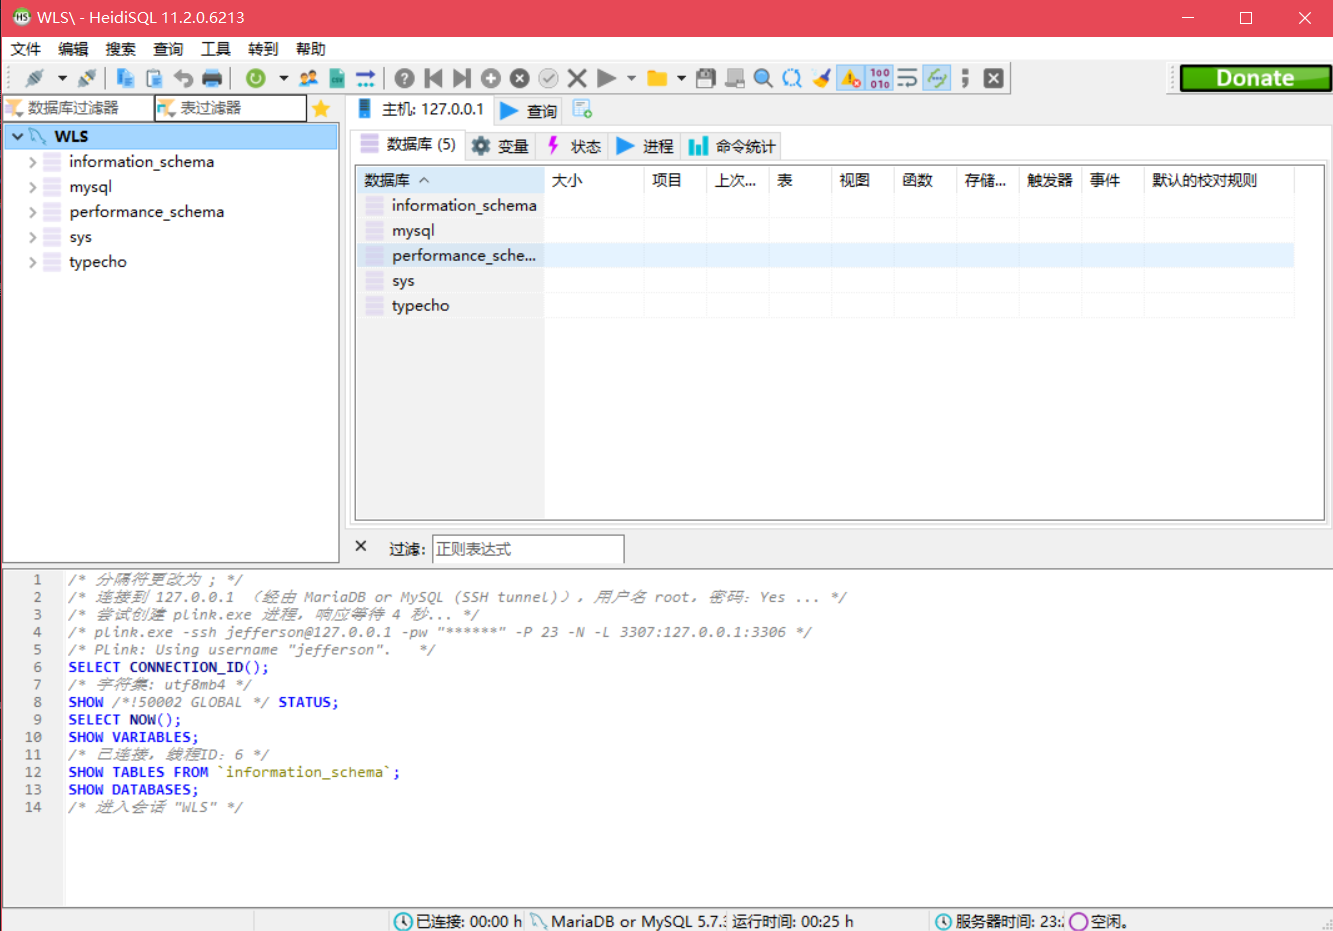 WLS\ - HeidiSQL 11.2.0.6213
文件 编辑 搜索 查询 工具 转到 帮助
Donate
数据库过滤器 表过滤器
主机: 127.0.0.1 查询
WLS
information_schema
mysql
performance_schema
sys
typecho
数据库 (5) 变量 状态 进程 命令统计
数据库 大小 项目 上次... 表 视图 函数 存储... 触发器 事件 默认的校对规则
information_schema
mysql
performance_sche...
sys
typecho
过滤: 正则表达式
1 /* 分隔符更改为 ; */
2 /* 连接到 127.0.0.1 （经由 MariaDB or MySQL (SSH tunnel)），用户名 root，密码：Yes ... */
3 /* 尝试创建 plink.exe 进程，响应等待 4 秒... */
4 /* plink.exe -ssh jefferson@127.0.0.1 -pw "******" -P 23 -N -L 3307:127.0.0.1:3306 */
5 /* PLink: Using username "jefferson". */
6 SELECT CONNECTION_ID();
7 /* 字符集: utf8mb4 */
8 SHOW /*!50002 GLOBAL */ STATUS;
9 SELECT NOW();
10 SHOW VARIABLES;
11 /* 已连接，线程ID：6 */
12 SHOW TABLES FROM `information_schema`;
13 SHOW DATABASES;
14 /* 进入会话 "WLS" */
已连接: 00:00 h MariaDB or MySQL 5.7.3 运行时间: 00:25 h 服务器时间: 23: 空闲。